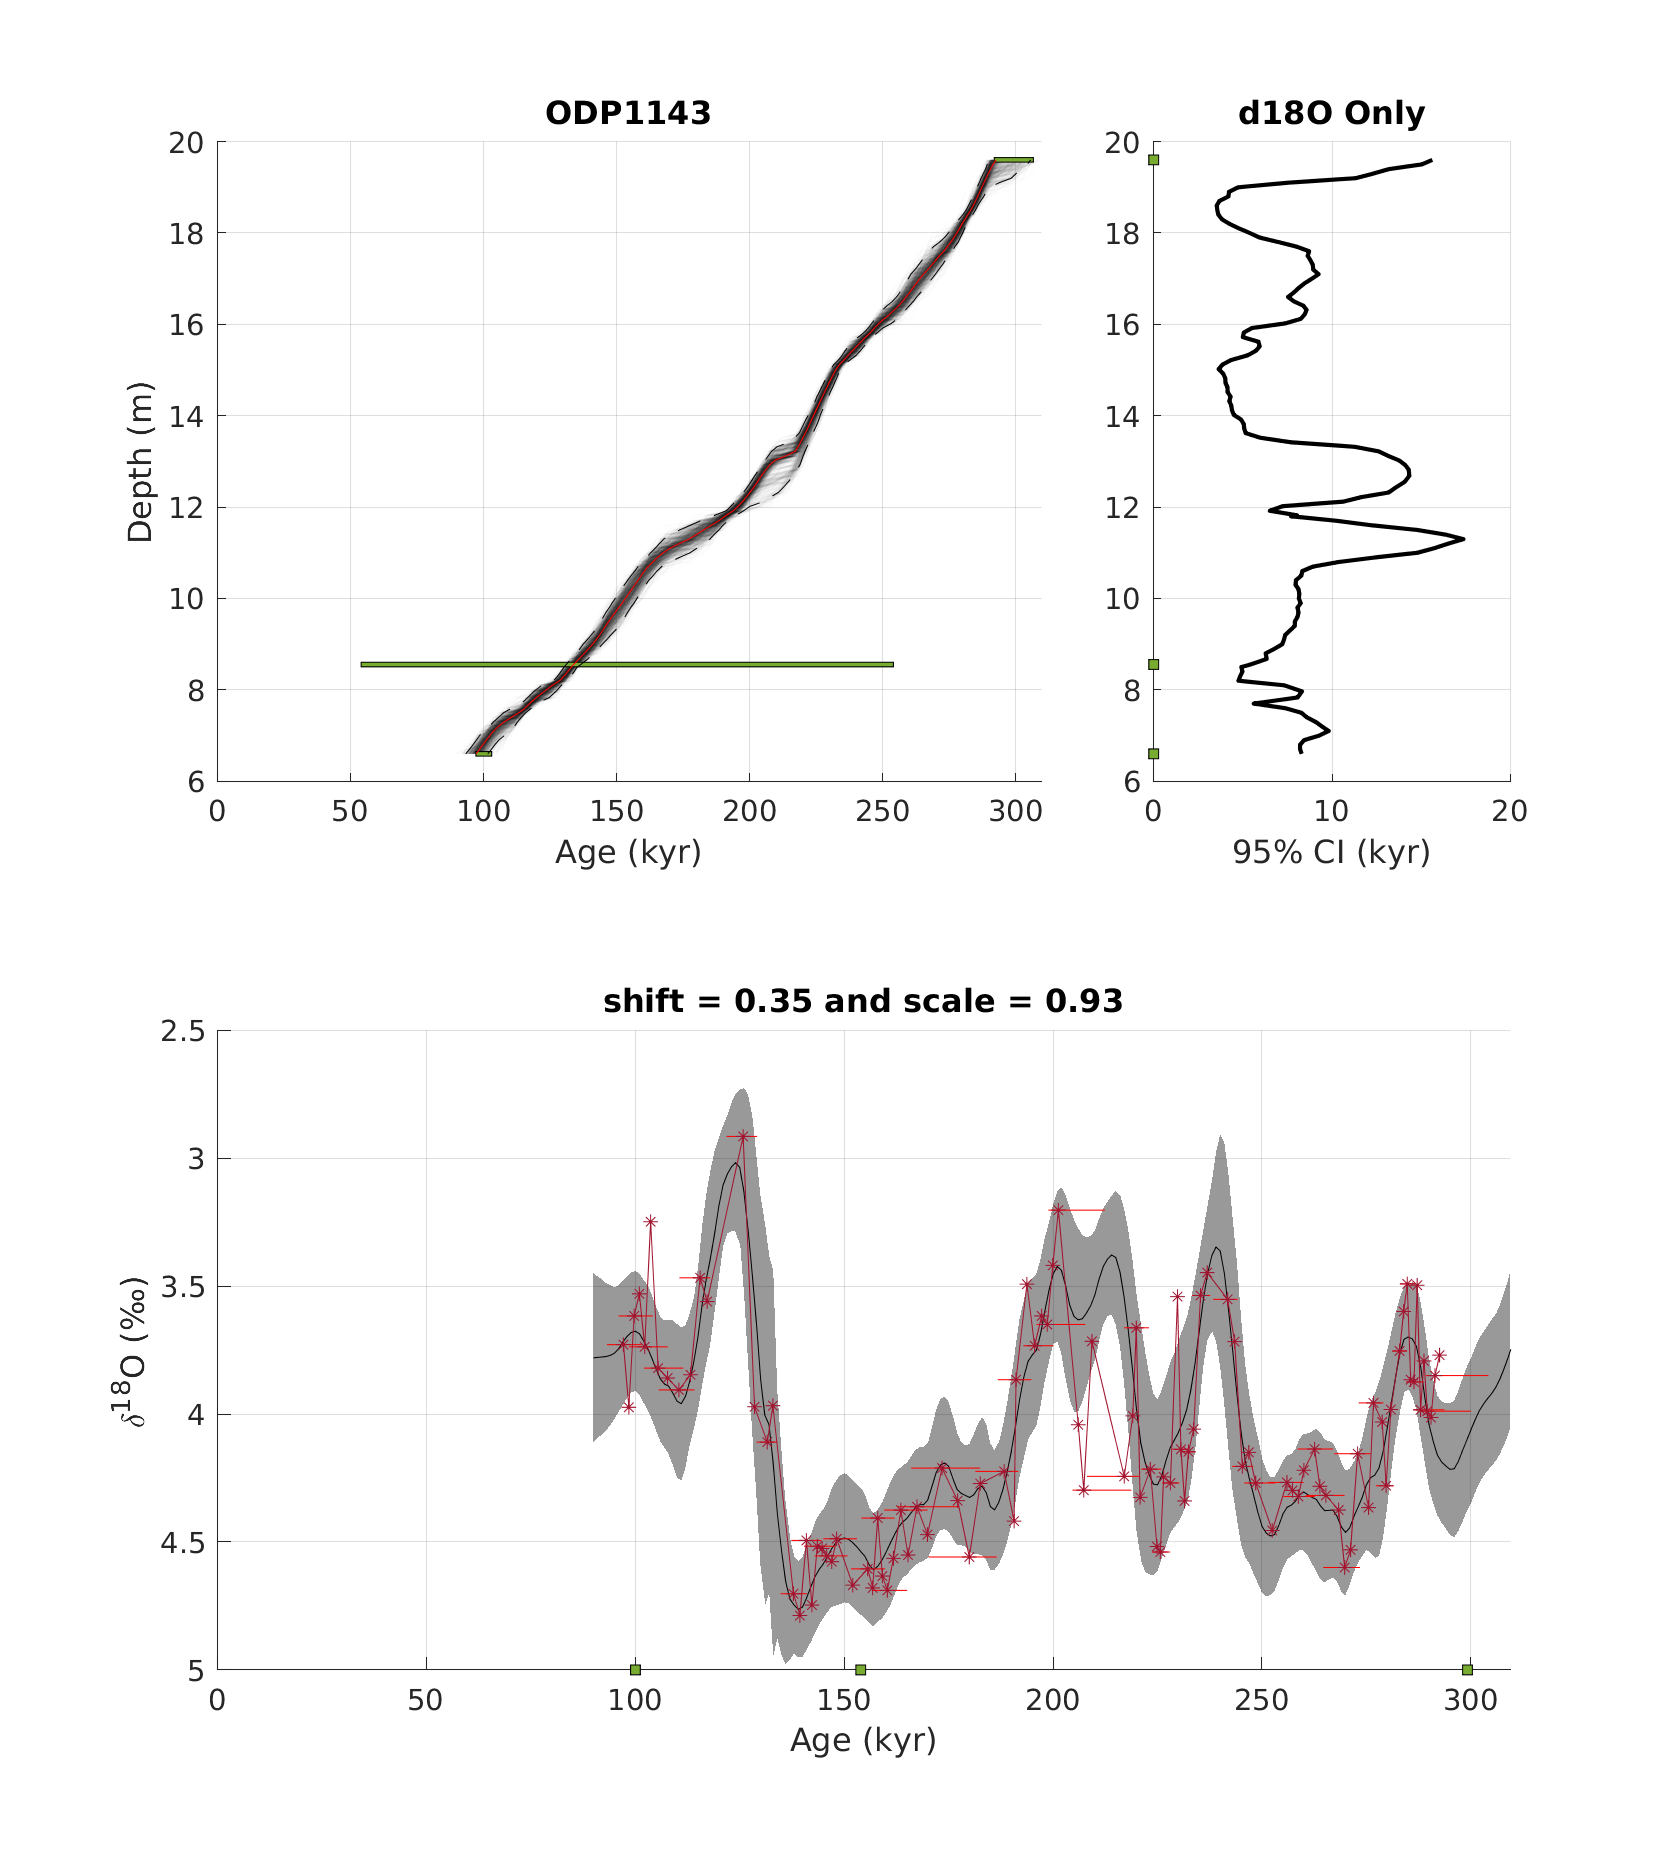 ODP1143
d18O Only
20
18
16
14
12
10
8
6
Depth (m)
0 50 100 150 200 250 300
Age (kyr)
20
18
16
14
12
10
8
6
0 10 20
95% CI (kyr)
shift = 0.35 and scale = 0.93
2.5
3
3.5
4
4.5
5
δ18O (‰)
0 50 100 150 200 250 300
Age (kyr)